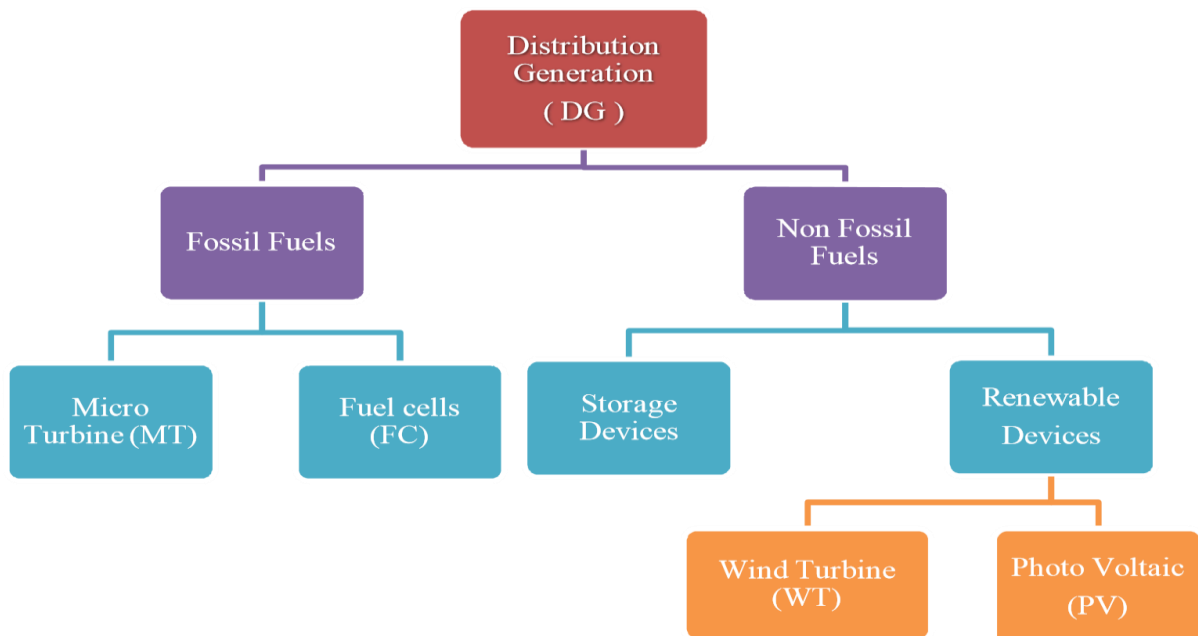 Distribution
Generation
( DG )
Fossil Fuels
Non Fossil
Fuels
Micro
Turbine (MT)
Fuel cells
(FC)
Storage
Devices
Renewable
Devices
Wind Turbine
(WT)
Photo Voltaic
(PV)